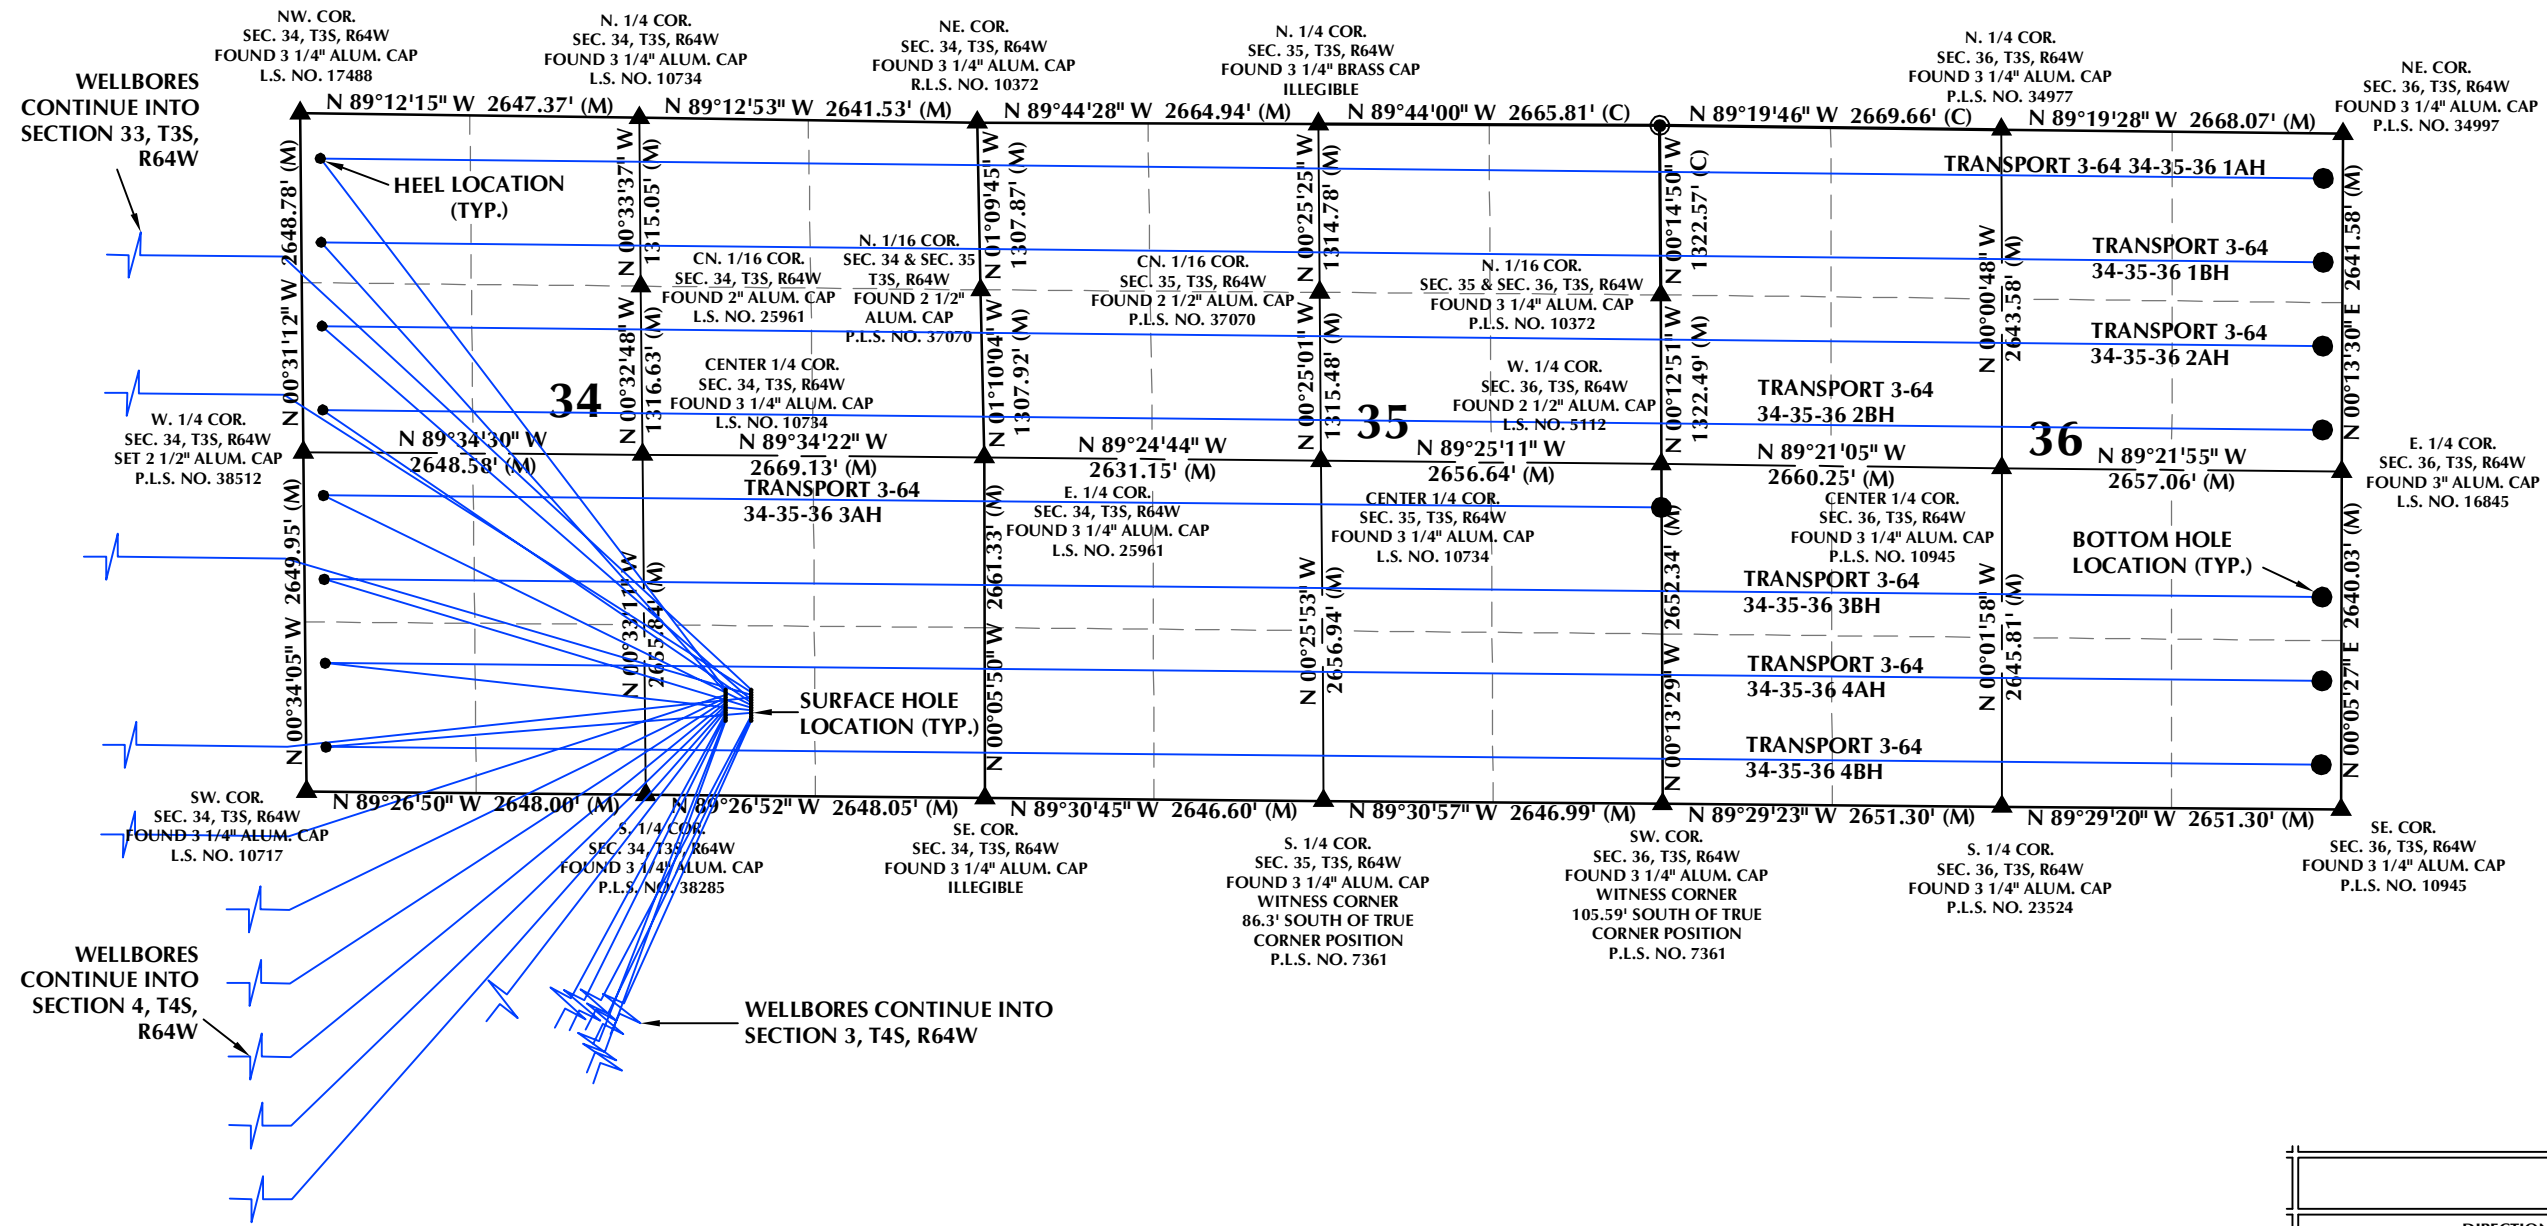 NW. COR.
SEC. 34, T3S, R64W
FOUND 3 1/4" ALUM. CAP
L.S. NO. 17488
N. 1/4 COR.
SEC. 34, T3S, R64W
FOUND 3 1/4" ALUM. CAP
L.S. NO. 10734
NE. COR.
SEC. 34, T3S, R64W
FOUND 3 1/4" ALUM. CAP
R.L.S. NO. 10372
N. 1/4 COR.
SEC. 35, T3S, R64W
FOUND 3 1/4" BRASS CAP
ILLEGIBLE
N. 1/4 COR.
SEC. 36, T3S, R64W
FOUND 3 1/4" ALUM. CAP
P.L.S. NO. 34977
NE. COR.
SEC. 36, T3S, R64W
FOUND 3 1/4" ALUM. CAP
P.L.S. NO. 34997
WELLBORES
CONTINUE INTO
SECTION 33, T3S,
R64W
N 89°12'15" W 2647.37' (M)
N 89°12'53" W 2641.53' (M)
N 89°44'28" W 2664.94' (M)
N 89°44'00" W 2665.81' (C)
N 89°19'46" W 2669.66' (C)
N 89°19'28" W 2668.07' (M)
N 00°31'12" W 2648.78' (M)
N 00°33'37" W
1315.05' (M)
N 01°09'45" W
1307.87' (M)
N 00°25'25" W
1314.78' (M)
N 00°14'50" W
1322.57' (C)
N 00°00'48" W
2643.58' (M)
N 00°13'30" E 2641.58' (M)
HEEL LOCATION
(TYP.)
TRANSPORT 3-64 34-35-36 1AH
TRANSPORT 3-64
34-35-36 1BH
TRANSPORT 3-64
34-35-36 2AH
TRANSPORT 3-64
34-35-36 2BH
CN. 1/16 COR.
SEC. 34, T3S, R64W
FOUND 2" ALUM. CAP
L.S. NO. 25961
N. 1/16 COR.
SEC. 34 & SEC. 35
T3S, R64W
FOUND 2 1/2"
ALUM. CAP
P.L.S. NO. 37070
CN. 1/16 COR.
SEC. 35, T3S, R64W
FOUND 2 1/2" ALUM. CAP
P.L.S. NO. 37070
N. 1/16 COR.
SEC. 35 & SEC. 36, T3S, R64W
FOUND 3 1/4" ALUM. CAP
P.L.S. NO. 10372
N 00°32'48" W
1316.63' (M)
N 01°10'04" W
1307.92' (M)
N 00°25'01" W
1315.48' (M)
N 00°12'51" W
1322.49' (M)
34
35
36
CENTER 1/4 COR.
SEC. 34, T3S, R64W
FOUND 3 1/4" ALUM. CAP
L.S. NO. 10734
W. 1/4 COR.
SEC. 36, T3S, R64W
FOUND 2 1/2" ALUM. CAP
L.S. NO. 5112
W. 1/4 COR.
SEC. 34, T3S, R64W
SET 2 1/2" ALUM. CAP
P.L.S. NO. 38512
E. 1/4 COR.
SEC. 36, T3S, R64W
FOUND 3" ALUM. CAP
L.S. NO. 16845
N 89°34'30" W
2648.58' (M)
N 89°34'22" W
2669.13' (M)
N 89°24'44" W
2631.15' (M)
N 89°25'11" W
2656.64' (M)
N 89°21'05" W
2660.25' (M)
N 89°21'55" W
2657.06' (M)
TRANSPORT 3-64
34-35-36 3AH
E. 1/4 COR.
SEC. 34, T3S, R64W
FOUND 3 1/4" ALUM. CAP
L.S. NO. 25961
CENTER 1/4 COR.
SEC. 35, T3S, R64W
FOUND 3 1/4" ALUM. CAP
L.S. NO. 10734
CENTER 1/4 COR.
SEC. 36, T3S, R64W
FOUND 3 1/4" ALUM. CAP
P.L.S. NO. 10945
BOTTOM HOLE
LOCATION (TYP.)
N 00°34'05" W 2649.95' (M)
N 00°33'11" W
2655.84' (M)
N 00°05'50" W 2661.33' (M)
N 00°25'53" W
2656.94' (M)
N 00°13'29" W 2652.34' (M)
N 00°01'58" W
2645.81' (M)
N 00°05'27" E 2640.03' (M)
TRANSPORT 3-64
34-35-36 3BH
TRANSPORT 3-64
34-35-36 4AH
TRANSPORT 3-64
34-35-36 4BH
SURFACE HOLE
LOCATION (TYP.)
N 89°26'50" W 2648.00' (M)
N 89°26'52" W 2648.05' (M)
N 89°30'45" W 2646.60' (M)
N 89°30'57" W 2646.99' (M)
N 89°29'23" W 2651.30' (M)
N 89°29'20" W 2651.30' (M)
SW. COR.
SEC. 34, T3S, R64W
FOUND 3 1/4" ALUM. CAP
L.S. NO. 10717
S. 1/4 COR.
SEC. 34, T3S, R64W
FOUND 3 1/4" ALUM. CAP
P.L.S. NO. 38285
SE. COR.
SEC. 34, T3S, R64W
FOUND 3 1/4" ALUM. CAP
ILLEGIBLE
S. 1/4 COR.
SEC. 35, T3S, R64W
FOUND 3 1/4" ALUM. CAP
WITNESS CORNER
86.3' SOUTH OF TRUE
CORNER POSITION
P.L.S. NO. 7361
SW. COR.
SEC. 36, T3S, R64W
FOUND 3 1/4" ALUM. CAP
WITNESS CORNER
105.59' SOUTH OF TRUE
CORNER POSITION
P.L.S. NO. 7361
S. 1/4 COR.
SEC. 36, T3S, R64W
FOUND 3 1/4" ALUM. CAP
P.L.S. NO. 23524
SE. COR.
SEC. 36, T3S, R64W
FOUND 3 1/4" ALUM. CAP
P.L.S. NO. 10945
WELLBORES
CONTINUE INTO
SECTION 4, T4S,
R64W
WELLBORES CONTINUE INTO
SECTION 3, T4S, R64W